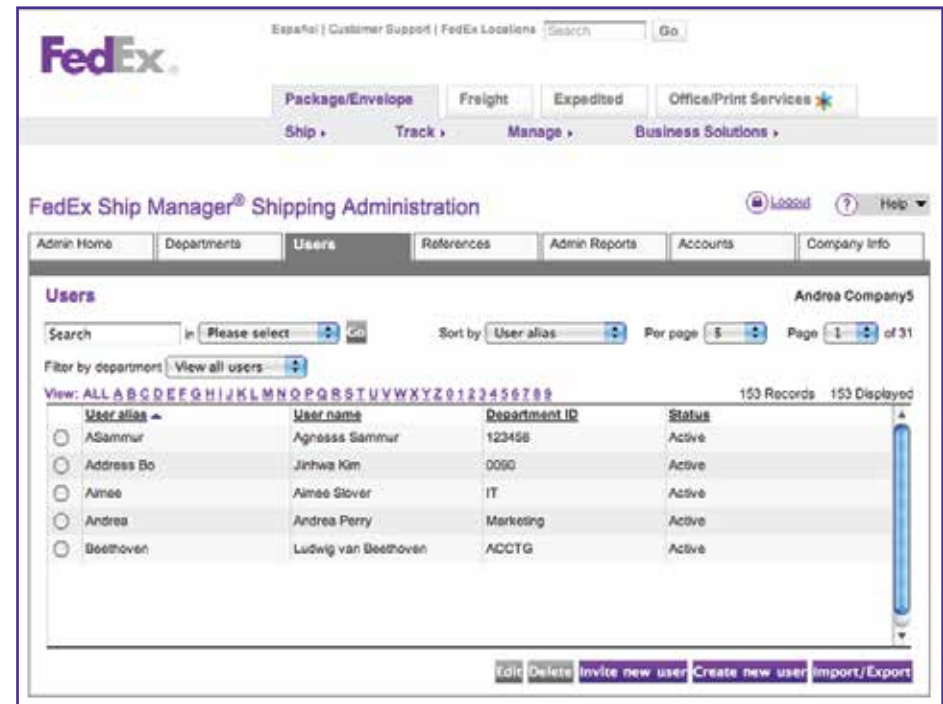 Español | Customer Support | FedEx Locations Search Go
FedEx®
Package/Envelope Freight Expedited Office/Print Services
Ship Track Manage Business Solutions
FedEx Ship Manager® Shipping Administration Logout ? Help
Admin Home Departments Users References Admin Reports Accounts Company Info
Users Andrea Company5
Search in Please select Go Sort by User alias Per page 5 Page 1 of 31
Filter by department View all users
View: ALL A B C D E F G H I J K L M N O P Q R S T U V W X Y Z 0 1 2 3 4 5 6 7 8 9 153 Records 153 Displayed
User alias User name Department ID Status
ASammur Agnesss Sammur 123456 Active
Address Bo Jinhwa Kim 0090 Active
Aimee Aimee Slover IT Active
Andrea Andrea Perry Marketing Active
Beethoven Ludwig van Beethoven ACCTG Active
Edit Delete Invite new user Create new user Import/Export